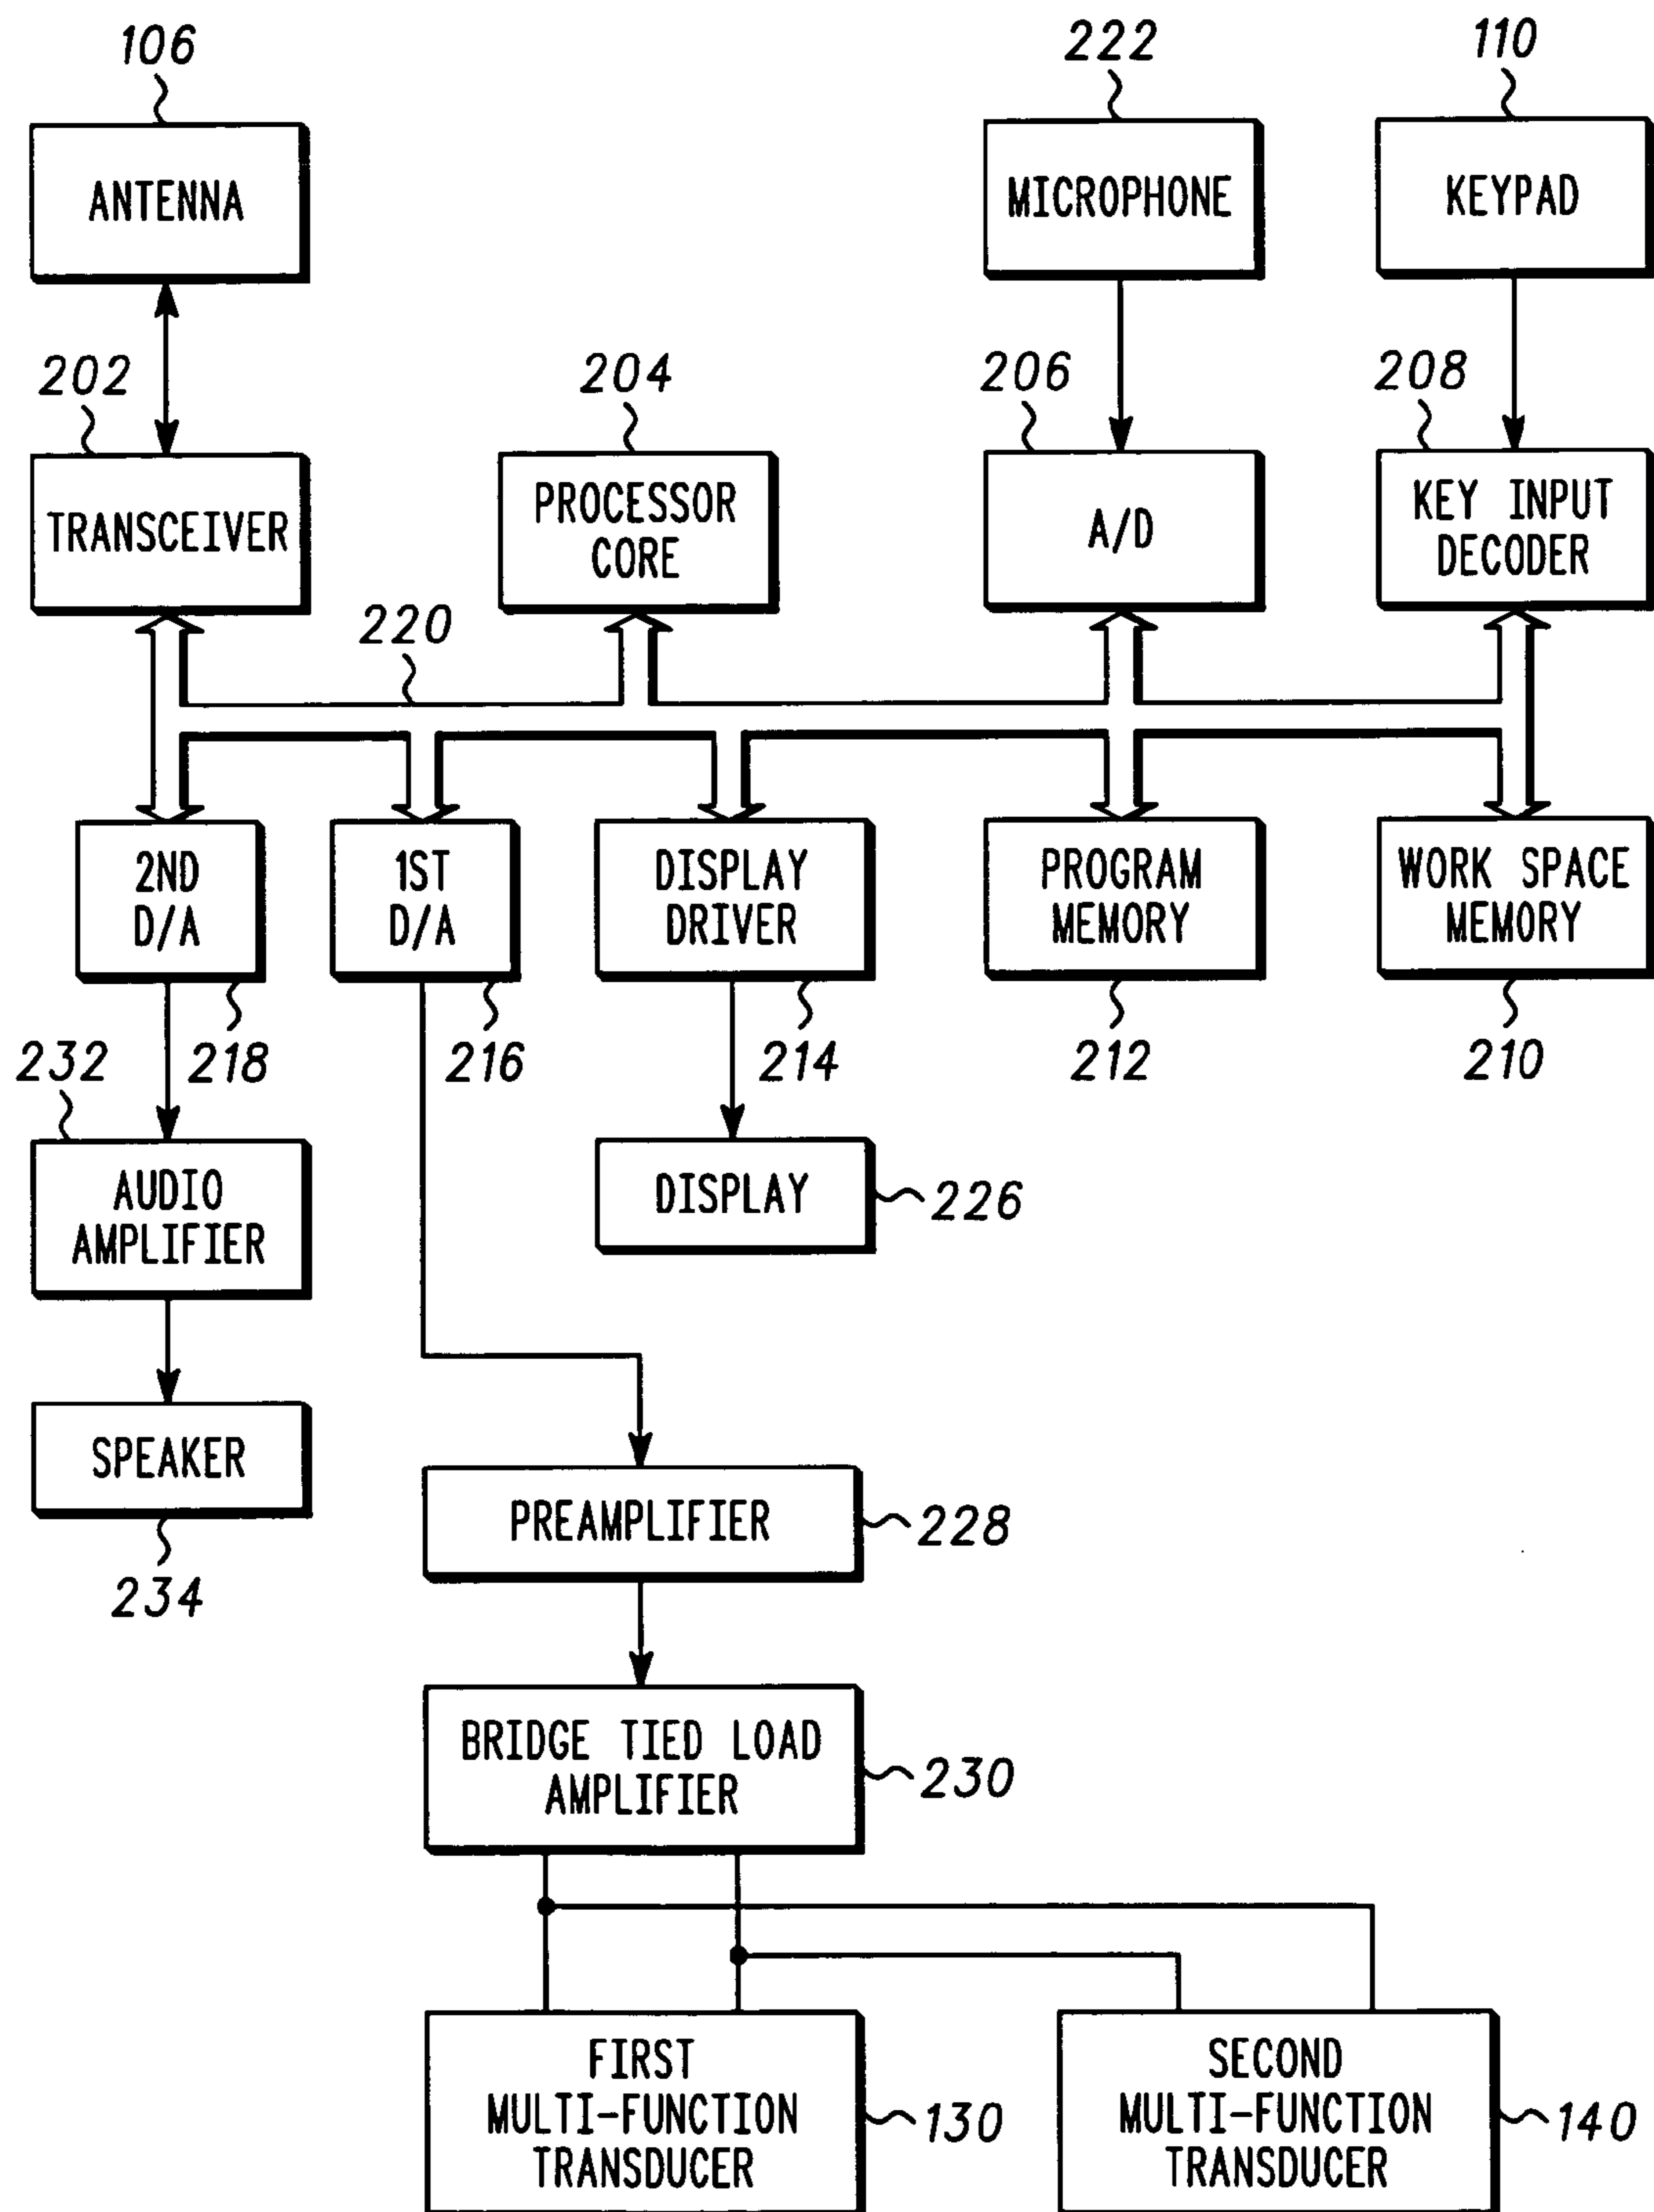 106
222
110
ANTENNA
MICROPHONE
KEYPAD
202
204
206
208
TRANSCEIVER
PROCESSOR
CORE
A/D
KEY INPUT
DECODER
220
2ND
D/A
1ST
D/A
DISPLAY
DRIVER
PROGRAM
MEMORY
WORK SPACE
MEMORY
232
218
216
214
212
210
AUDIO
AMPLIFIER
DISPLAY
226
SPEAKER
234
PREAMPLIFIER
228
BRIDGE TIED LOAD
AMPLIFIER
230
FIRST
MULTI-FUNCTION
TRANSDUCER
130
SECOND
MULTI-FUNCTION
TRANSDUCER
140